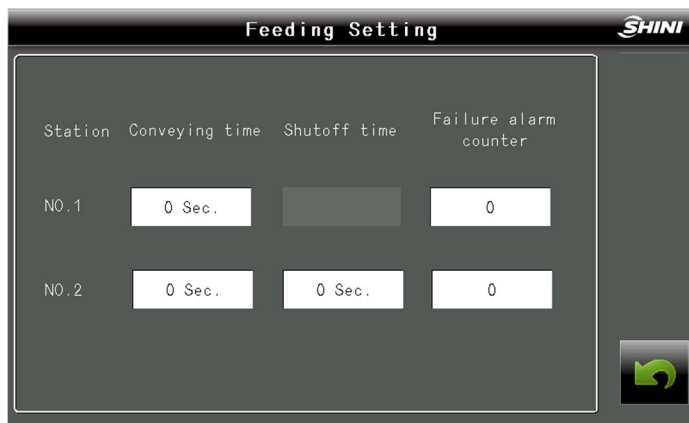 Feeding Setting
SHINI
Station Conveying time Shutoff time Failure alarm counter
NO.1 0 Sec. 0
NO.2 0 Sec. 0 Sec. 0